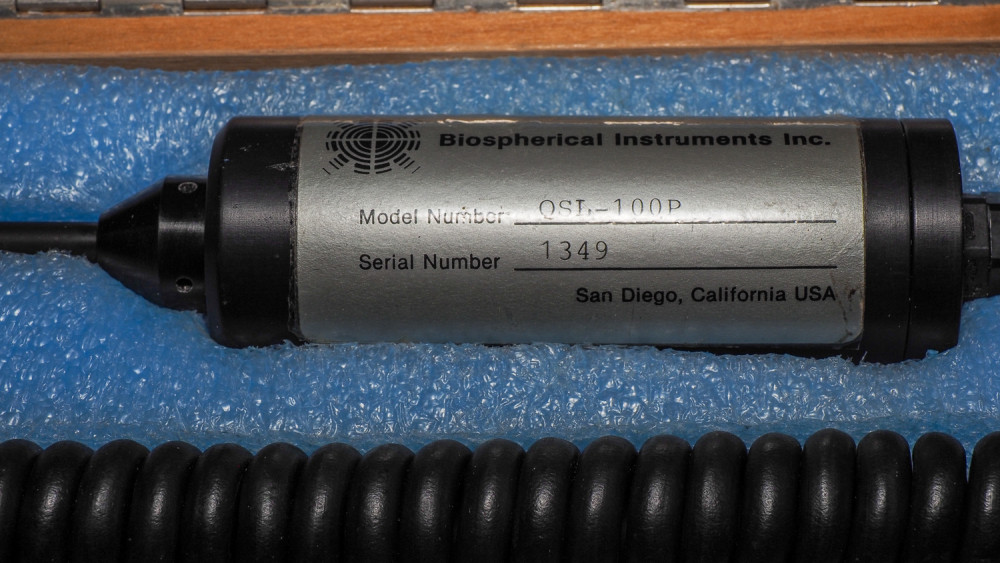 Biospherical Instruments Inc.
Model Number QSL-100P
Serial Number 1349
San Diego, California USA